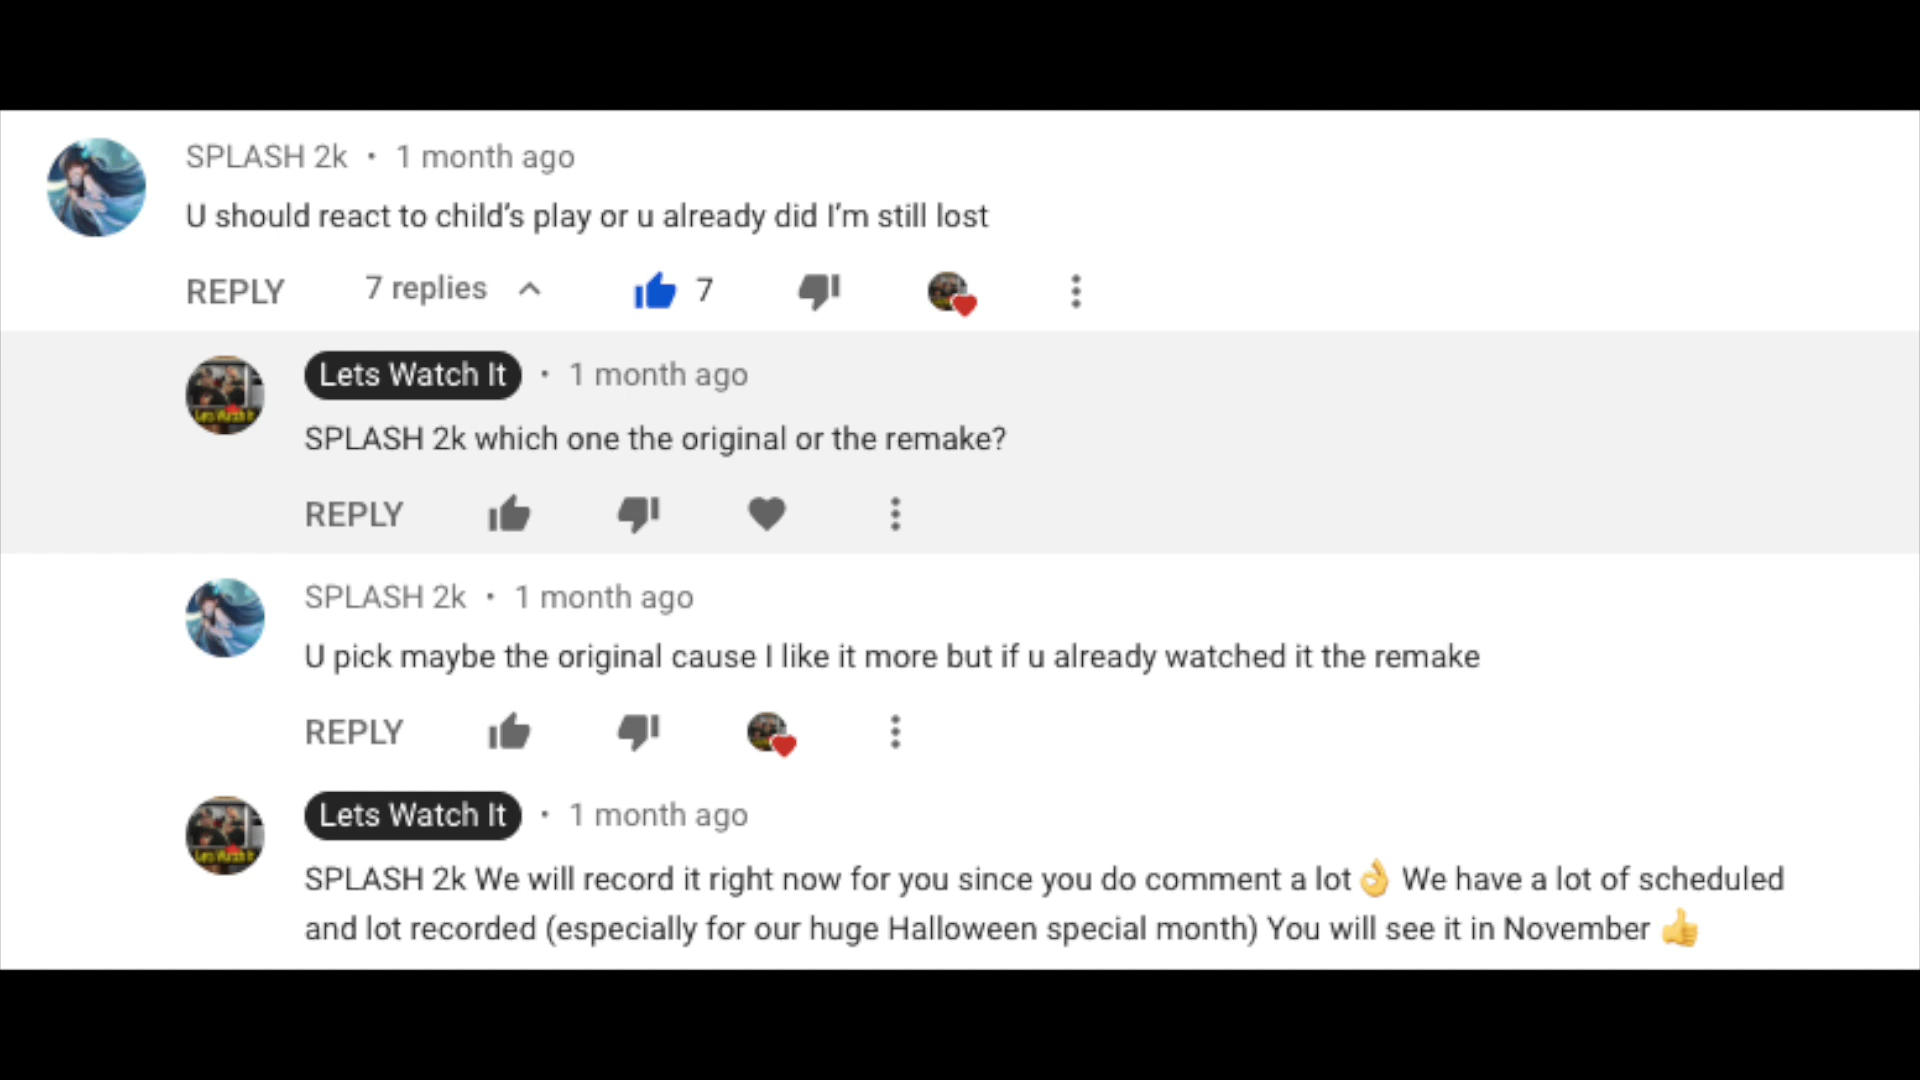 SPLASH 2k • 1 month ago
U should react to child's play or u already did I'm still lost
REPLY 7 replies 7
Lets Watch It • 1 month ago
SPLASH 2k which one the original or the remake?
REPLY
SPLASH 2k • 1 month ago
U pick maybe the original cause I like it more but if u already watched it the remake
REPLY
Lets Watch It • 1 month ago
SPLASH 2k We will record it right now for you since you do comment a lot👌 We have a lot of scheduled
and lot recorded (especially for our huge Halloween special month) You will see it in November 👍